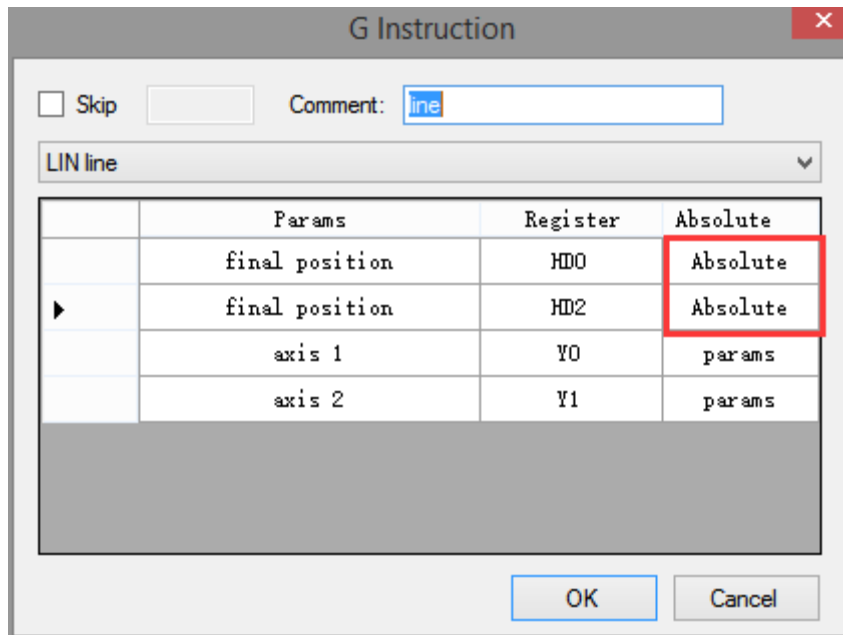 G Instruction
Skip Comment: line
LIN line
Params Register Absolute
final position HD0 Absolute
final position HD2 Absolute
axis 1 Y0 params
axis 2 Y1 params
OK Cancel